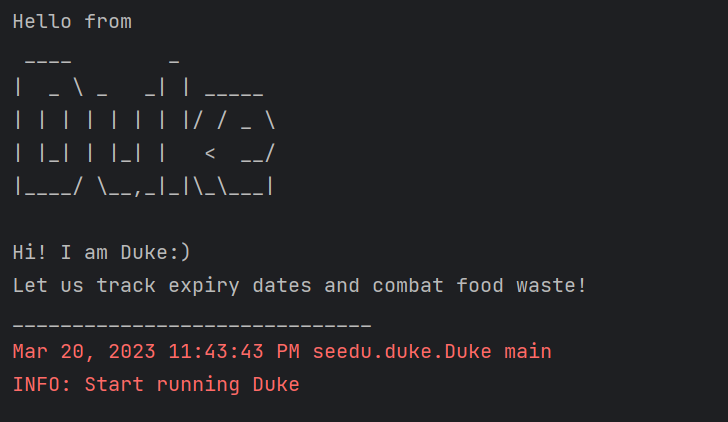 Hello from
 ____        _
|  _ \ _   _| | _____
| | | | | | | |/ / _ \
| |_| | |_| |   <  __/
|____/ \__,_|_|\_\___|
Hi! I am Duke:)
Let us track expiry dates and combat food waste!
______________________________
Mar 20, 2023 11:43:43 PM seedu.duke.Duke main
INFO: Start running Duke